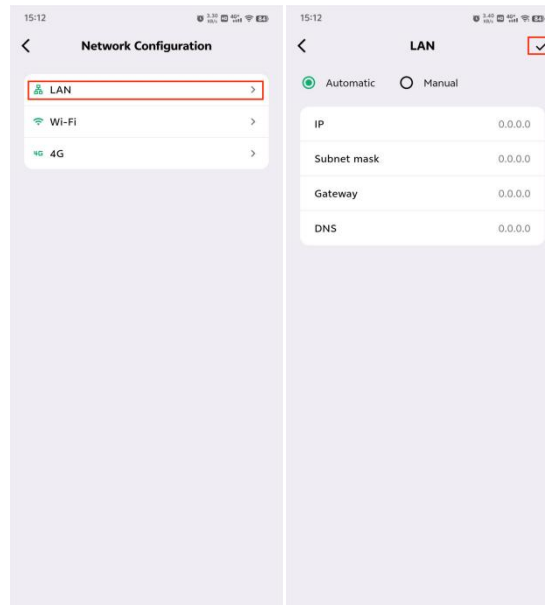 15:12
Network Configuration
LAN
Wi-Fi
4G 4G
15:12
LAN
Automatic Manual
IP 0.0.0.0
Subnet mask 0.0.0.0
Gateway 0.0.0.0
DNS 0.0.0.0